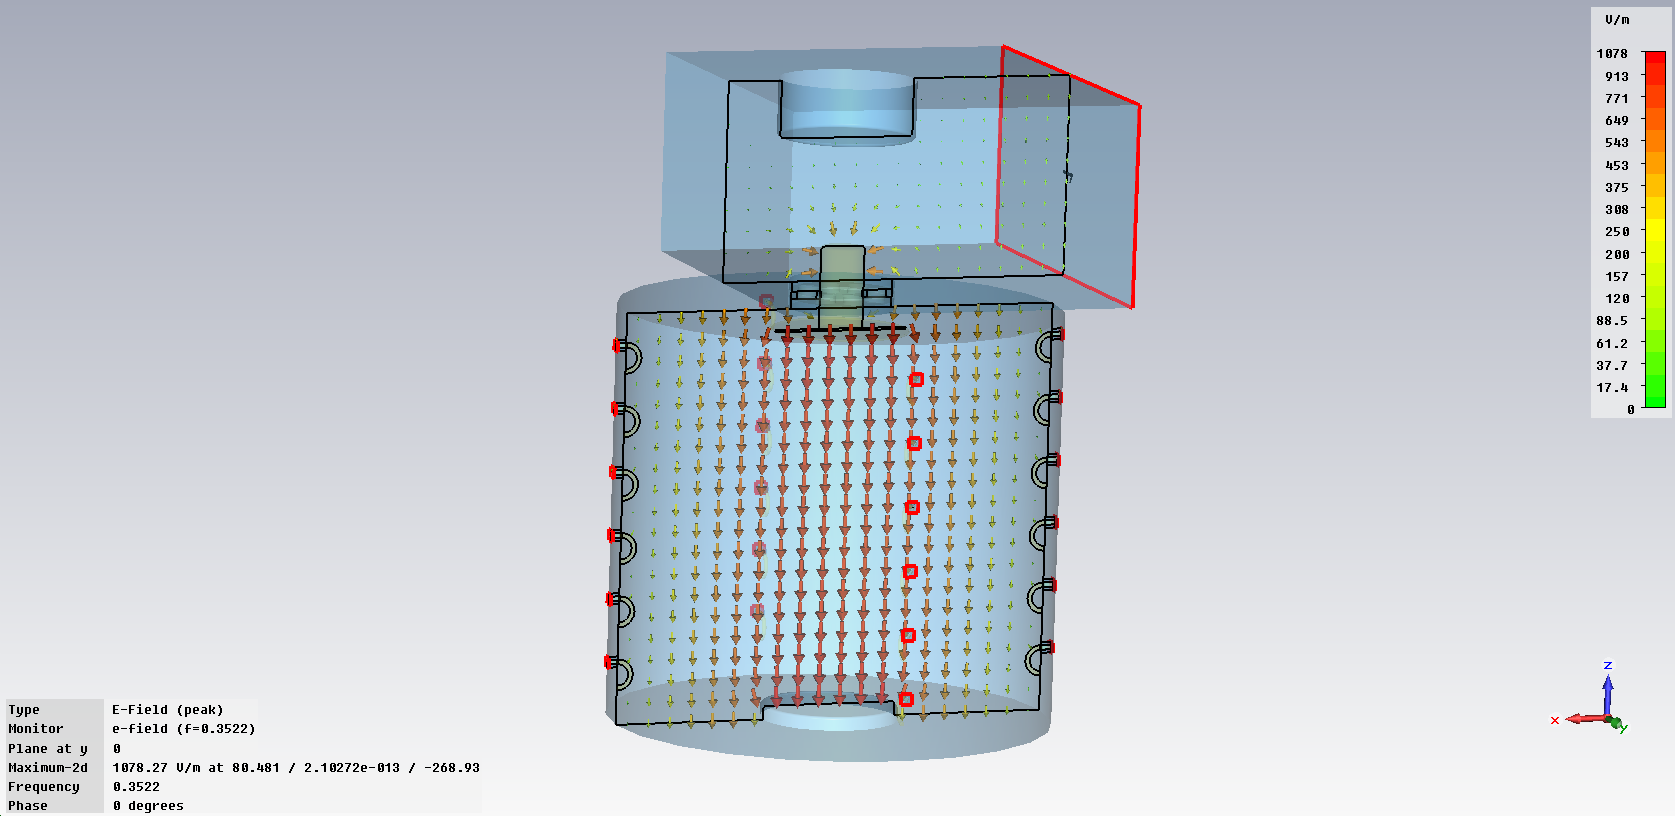 V/m
1078
913
771
649
543
453
375
308
250
200
157
120
88.5
61.2
37.7
17.4
0
z
x
y
Type E-Field (peak)
Monitor e-field (f=0.3522)
Plane at y 0
Maximum-2d 1078.27 V/m at 80.481 / 2.10272e-013 / -268.93
Frequency 0.3522
Phase 0 degrees